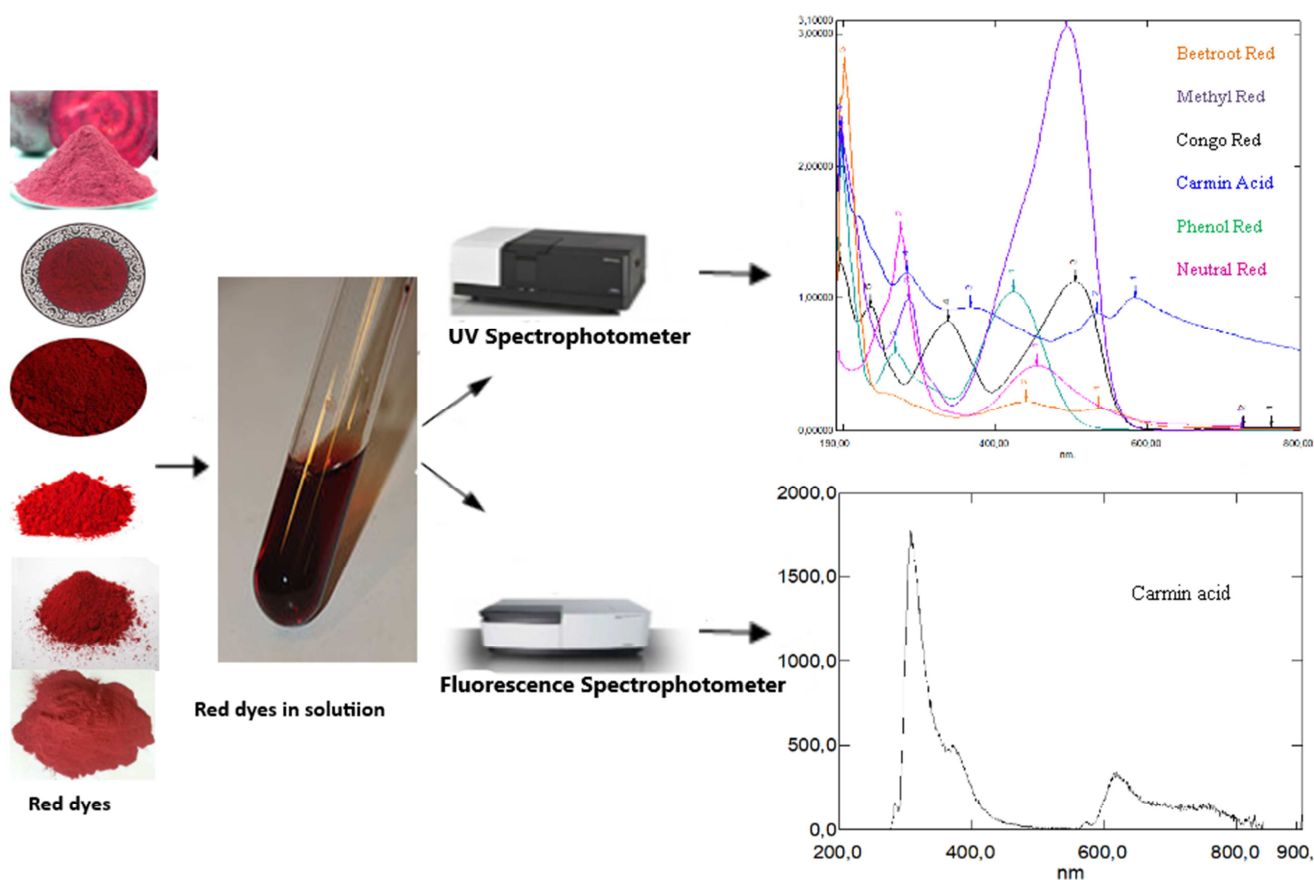 3,10000
3,00000
2,00000
1,00000
0,00000
190,00
400,00
600,00
800,00
nm.
Beetroot Red
Methyl Red
Congo Red
Carmin Acid
Phenol Red
Neutral Red
UV Spectrophotometer
Fluorescence Spectrophotometer
Red dyes in solutiion
Red dyes
2000,0
1500,0
1000,0
500,0
0,0
200,0
400,0
600,0
800,0
900,
nm
Carmin acid